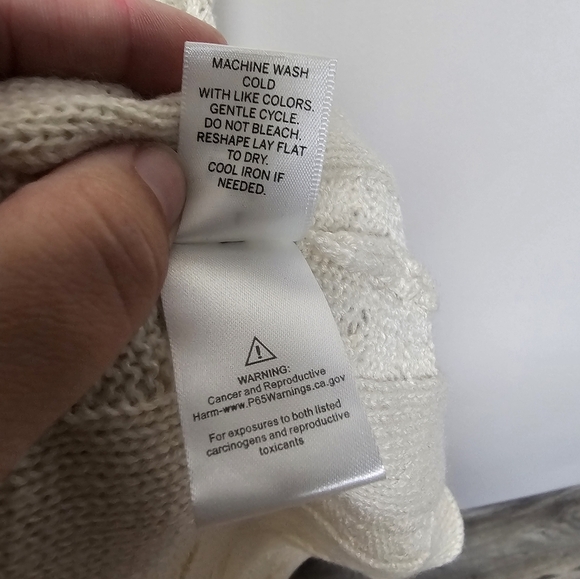 MACHINE WASH
COLD
WITH LIKE COLORS.
GENTLE CYCLE.
DO NOT BLEACH.
RESHAPE LAY FLAT
TO DRY.
COOL IRON IF
NEEDED.
WARNING:
Cancer and Reproductive
Harm-www.P65Warnings.ca.gov
For exposures to both listed
carcinogens and reproductive
toxicants